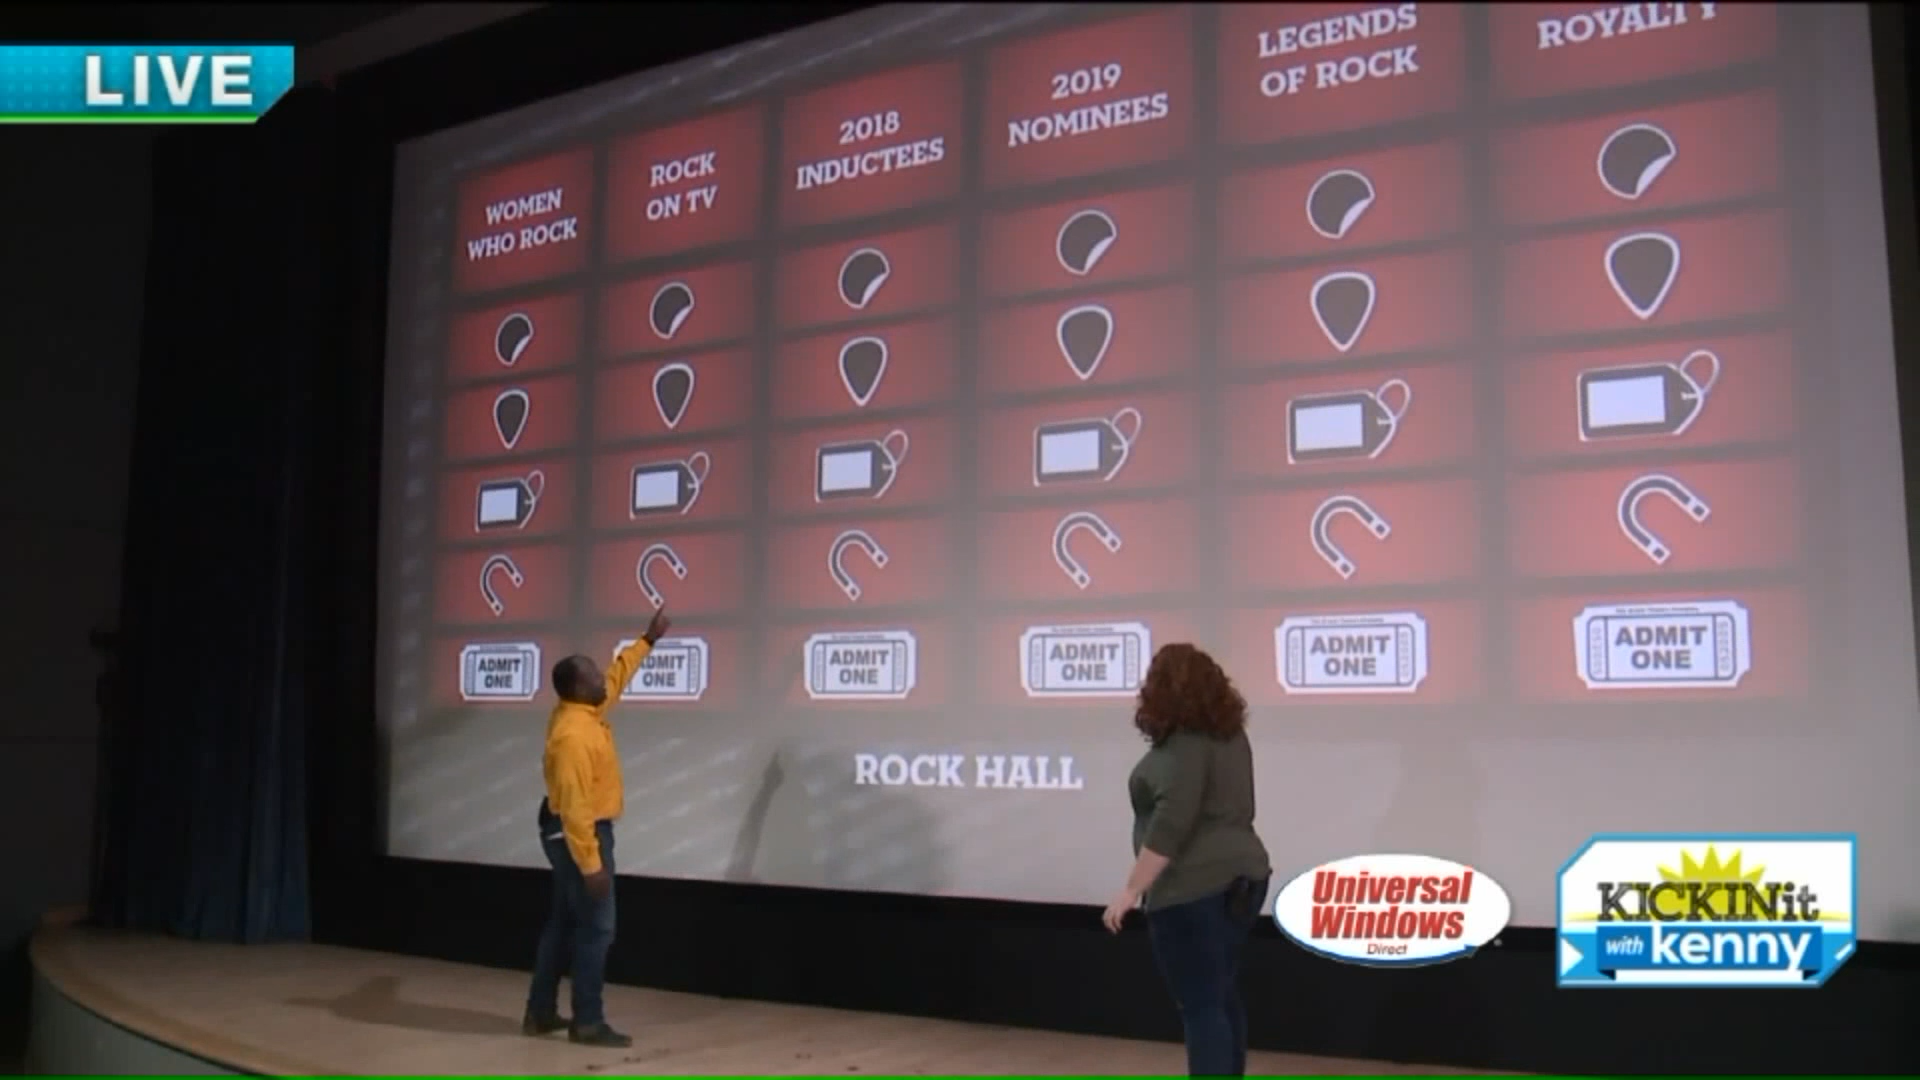 LIVE
WOMEN
WHO ROCK
ROCK
ON TV
2018
INDUCTEES
2019
NOMINEES
LEGENDS
OF ROCK
ROYALTY
ADMIT
ONE
ADMIT
ONE
ADMIT
ONE
ADMIT
ONE
ADMIT
ONE
ADMIT
ONE
ROCK HALL
Universal
Windows
Direct
KICKINit
with kenny